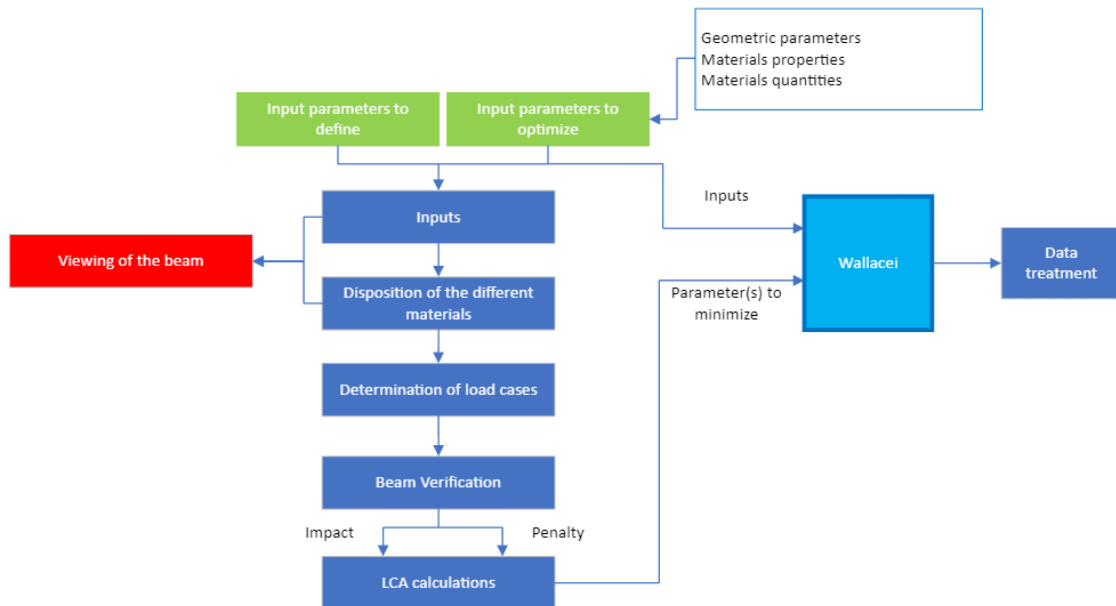 Geometric parameters
Materials properties
Materials quantities
Input parameters to
define
Input parameters to
optimize
Inputs
Inputs
Viewing of the beam
Wallacei
Data
treatment
Disposition of the different
materials
Parameter(s) to
minimize
Determination of load cases
Beam Verification
Impact
Penalty
LCA calculations